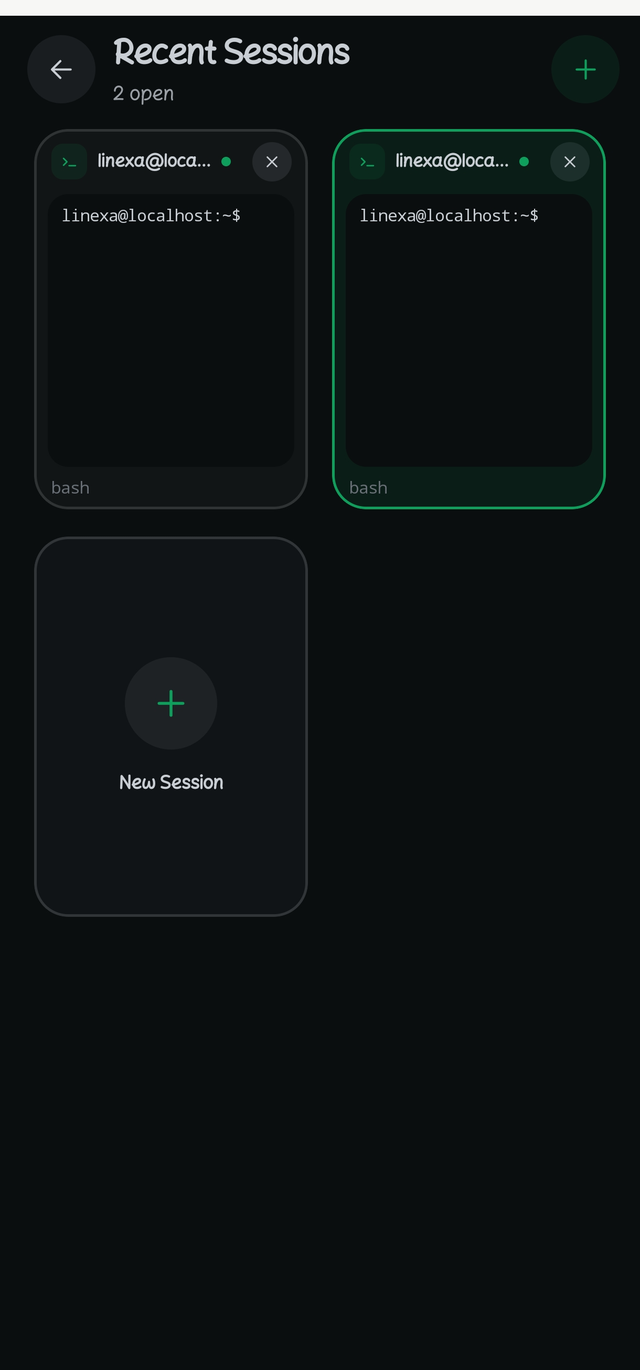 Recent Sessions
2 open
linexa@loca...
linexa@localhost:~$
bash
linexa@loca...
linexa@localhost:~$
bash
New Session